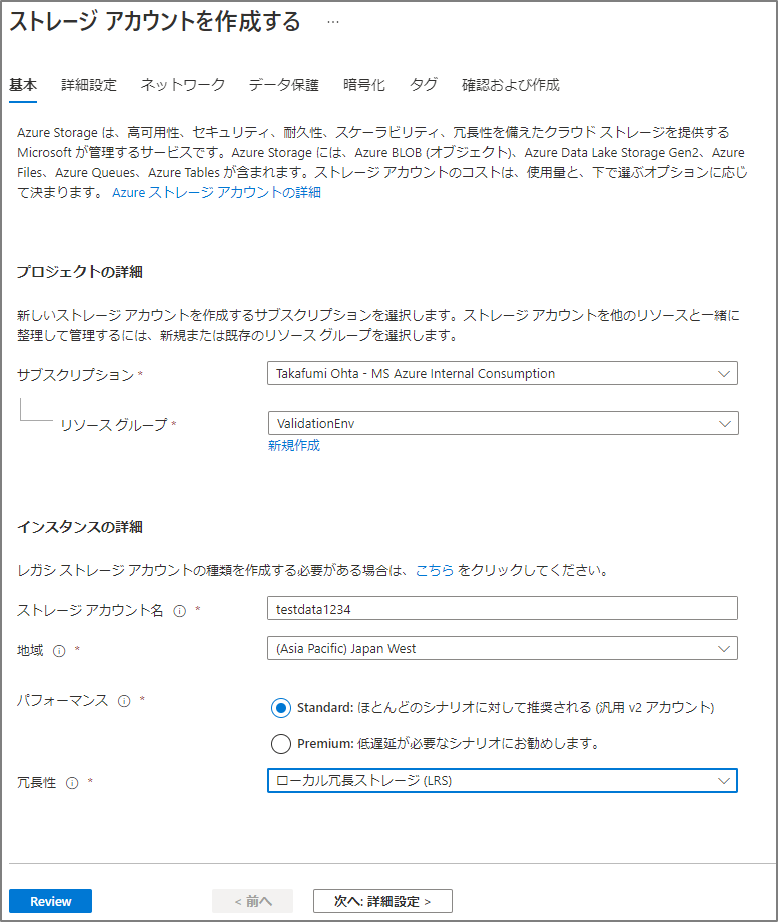 ストレージ アカウントを作成する ...
基本 詳細設定 ネットワーク データ保護 暗号化 タグ 確認および作成
Azure Storage は、高可用性、セキュリティ、耐久性、スケーラビリティ、冗長性を備えたクラウド ストレージを提供する
Microsoft が管理するサービスです。Azure Storage には、Azure BLOB (オブジェクト)、Azure Data Lake Storage Gen2、Azure
Files、Azure Queues、Azure Tables が含まれます。ストレージ アカウントのコストは、使用量と、下で選ぶオプションに応じ
て決まります。 Azure ストレージ アカウントの詳細
プロジェクトの詳細
新しいストレージ アカウントを作成するサブスクリプションを選択します。ストレージ アカウントを他のリソースと一緒に
整理して管理するには、新規または既存のリソース グループを選択します。
サブスクリプション * Takafumi Ohta - MS Azure Internal Consumption
リソース グループ * ValidationEnv
新規作成
インスタンスの詳細
レガシ ストレージ アカウントの種類を作成する必要がある場合は、こちら をクリックしてください。
ストレージ アカウント名 * testdata1234
地域 * (Asia Pacific) Japan West
パフォーマンス * Standard: ほとんどのシナリオに対して推奨される (汎用 v2 アカウント)
Premium: 低遅延が必要なシナリオにお勧めします。
冗長性 * ローカル冗長ストレージ (LRS)
Review < 前へ 次へ: 詳細設定 >